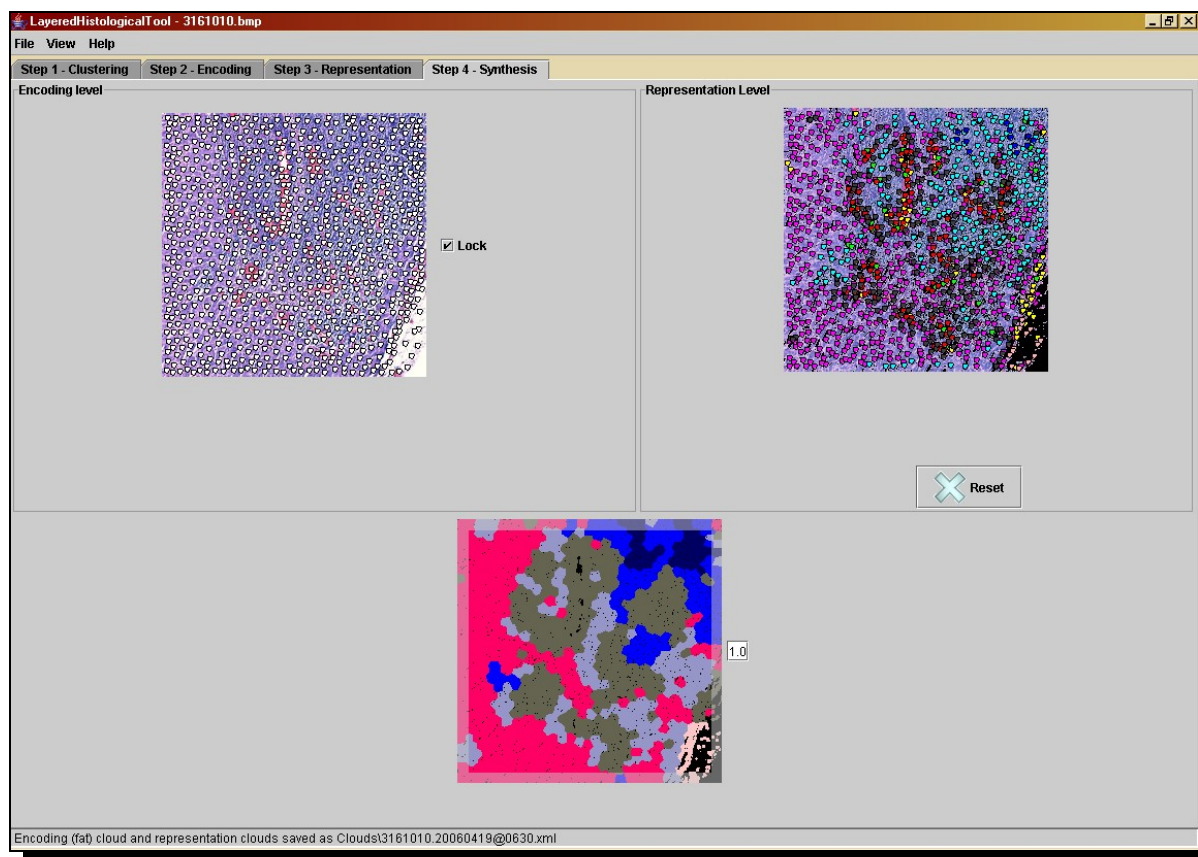 LayeredHistologicalTool - 3161010.bmp
File View Help
Step 1 - Clustering Step 2 - Encoding Step 3 - Representation Step 4 - Synthesis
Encoding level
Representation Level
Lock
Reset
1.0
Encoding (fat) cloud and representation clouds saved as Clouds\3161010.20060419@0630.xml